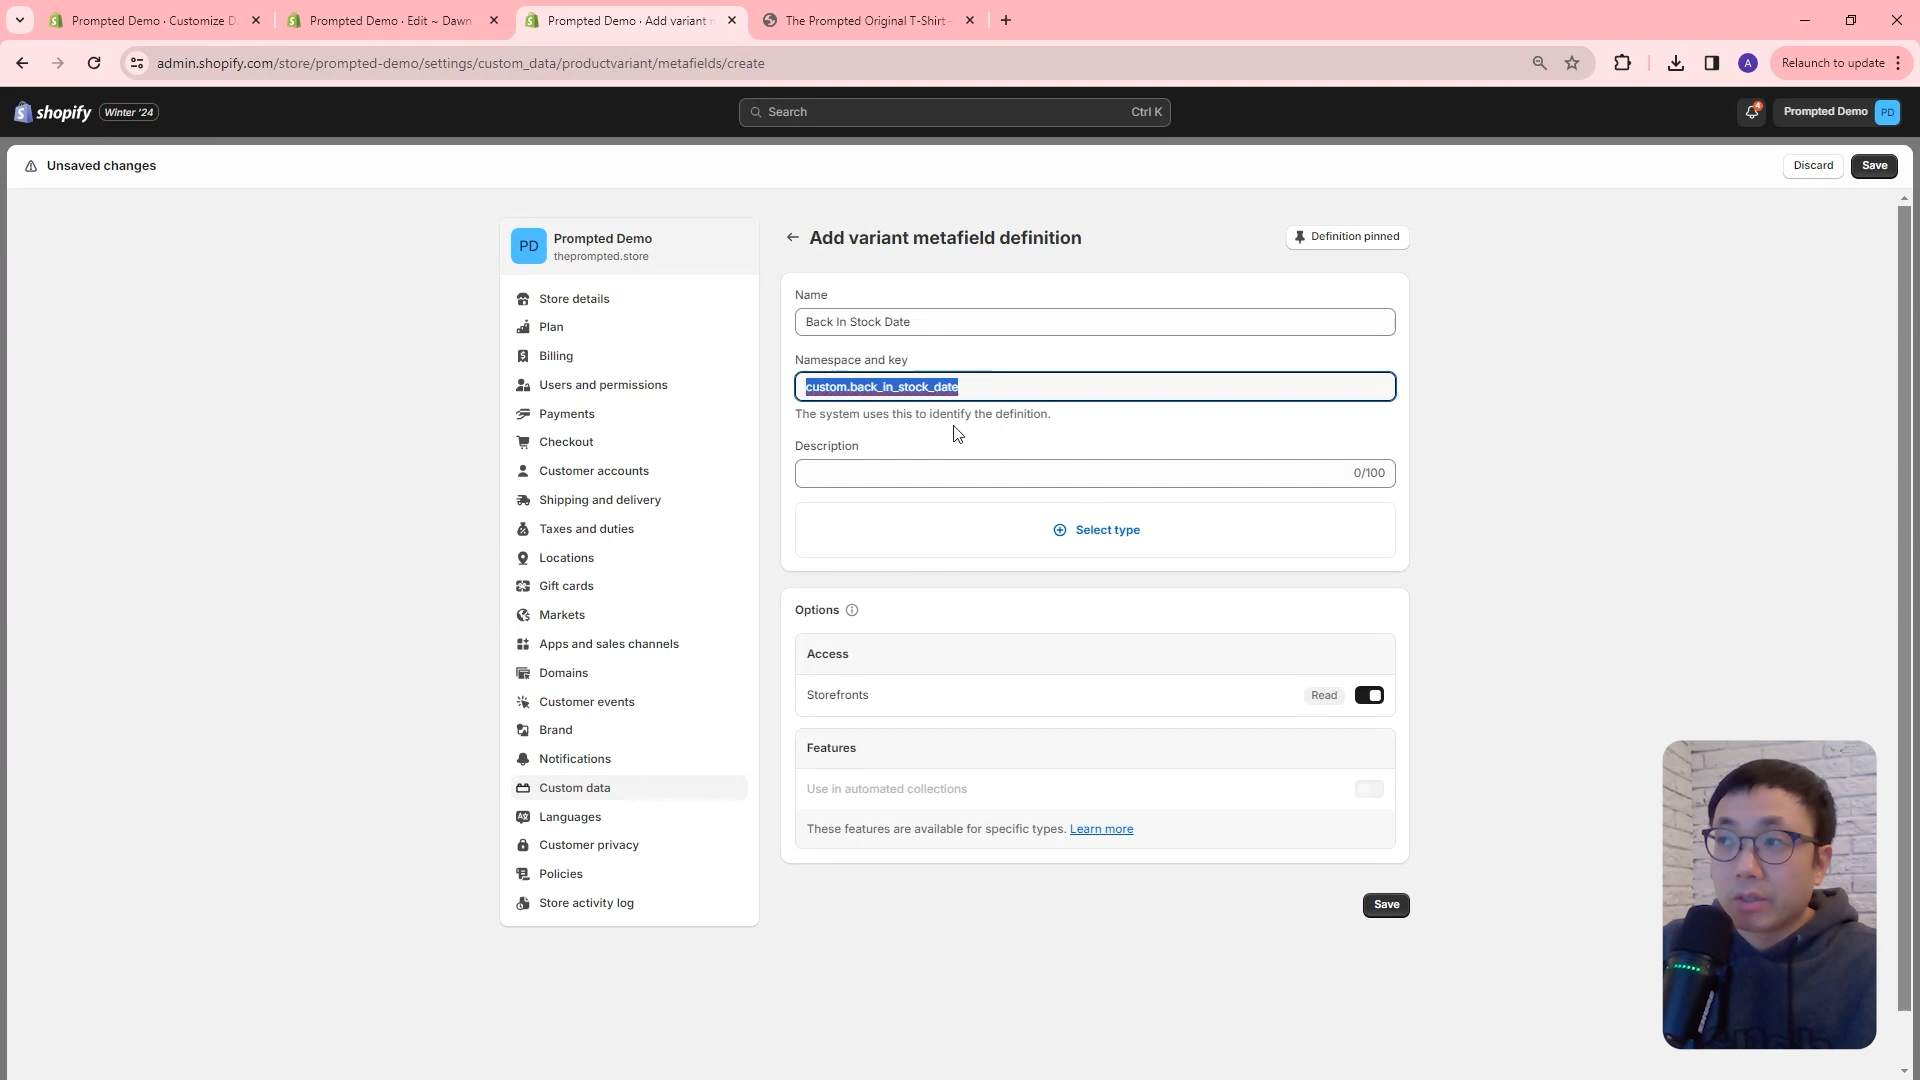 Prompted Demo · Customize D
Prompted Demo · Edit ~ Dawn
Prompted Demo · Add variant m
The Prompted Original T-Shirt -
admin.shopify.com/store/prompted-demo/settings/custom_data/productvariant/metafields/create
A
Relaunch to update
shopify
Winter '24
Search
Ctrl K
4
Prompted Demo
PD
Unsaved changes
Discard
Save
PD
Prompted Demo
theprompted.store
Store details
Plan
Billing
Users and permissions
Payments
Checkout
Customer accounts
Shipping and delivery
Taxes and duties
Locations
Gift cards
Markets
Apps and sales channels
Domains
Customer events
Brand
Notifications
Custom data
Languages
Customer privacy
Policies
Store activity log
Add variant metafield definition
Definition pinned
Name
Back In Stock Date
Namespace and key
custom.back_in_stock_date
The system uses this to identify the definition.
Description
0/100
Select type
Options
Access
Storefronts
Read
Features
Use in automated collections
These features are available for specific types. Learn more
Save